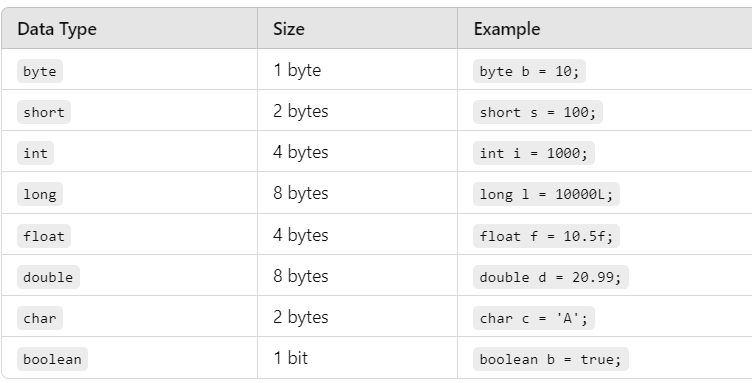 Data Type Size Example
byte 1 byte byte b = 10;
short 2 bytes short s = 100;
int 4 bytes int i = 1000;
long 8 bytes long l = 10000L;
float 4 bytes float f = 10.5f;
double 8 bytes double d = 20.99;
char 2 bytes char c = 'A';
boolean 1 bit boolean b = true;